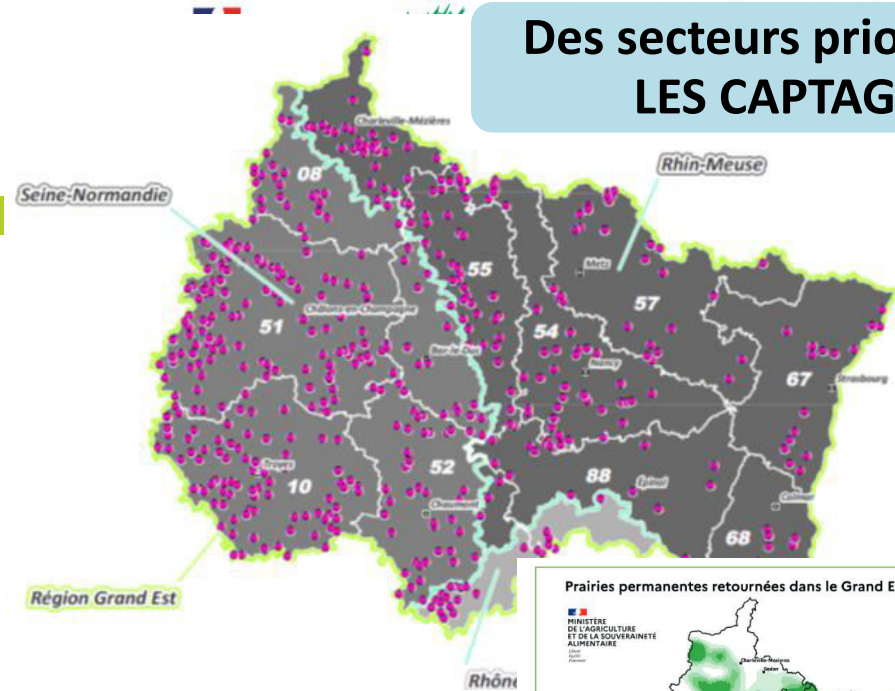 Des secteurs prio
LES CAPTAG
Charleville-Mézières
Rhin-Meuse
08
Seine-Normandie
55
Metz
57
Châlons-en-Champagne
51
54
Bar-le-Duc
Nancy
67
Strasbourg
52
88
Epinal
Troyes
10
Chaumont
Colmar
68
Région Grand Est
Rhône
Prairies permanentes retournées dans le Grand E
MINISTÈRE
DE L'AGRICULTURE
ET DE LA SOUVERAINETÉ
ALIMENTAIRE
Charleville-Mézières
Sedan